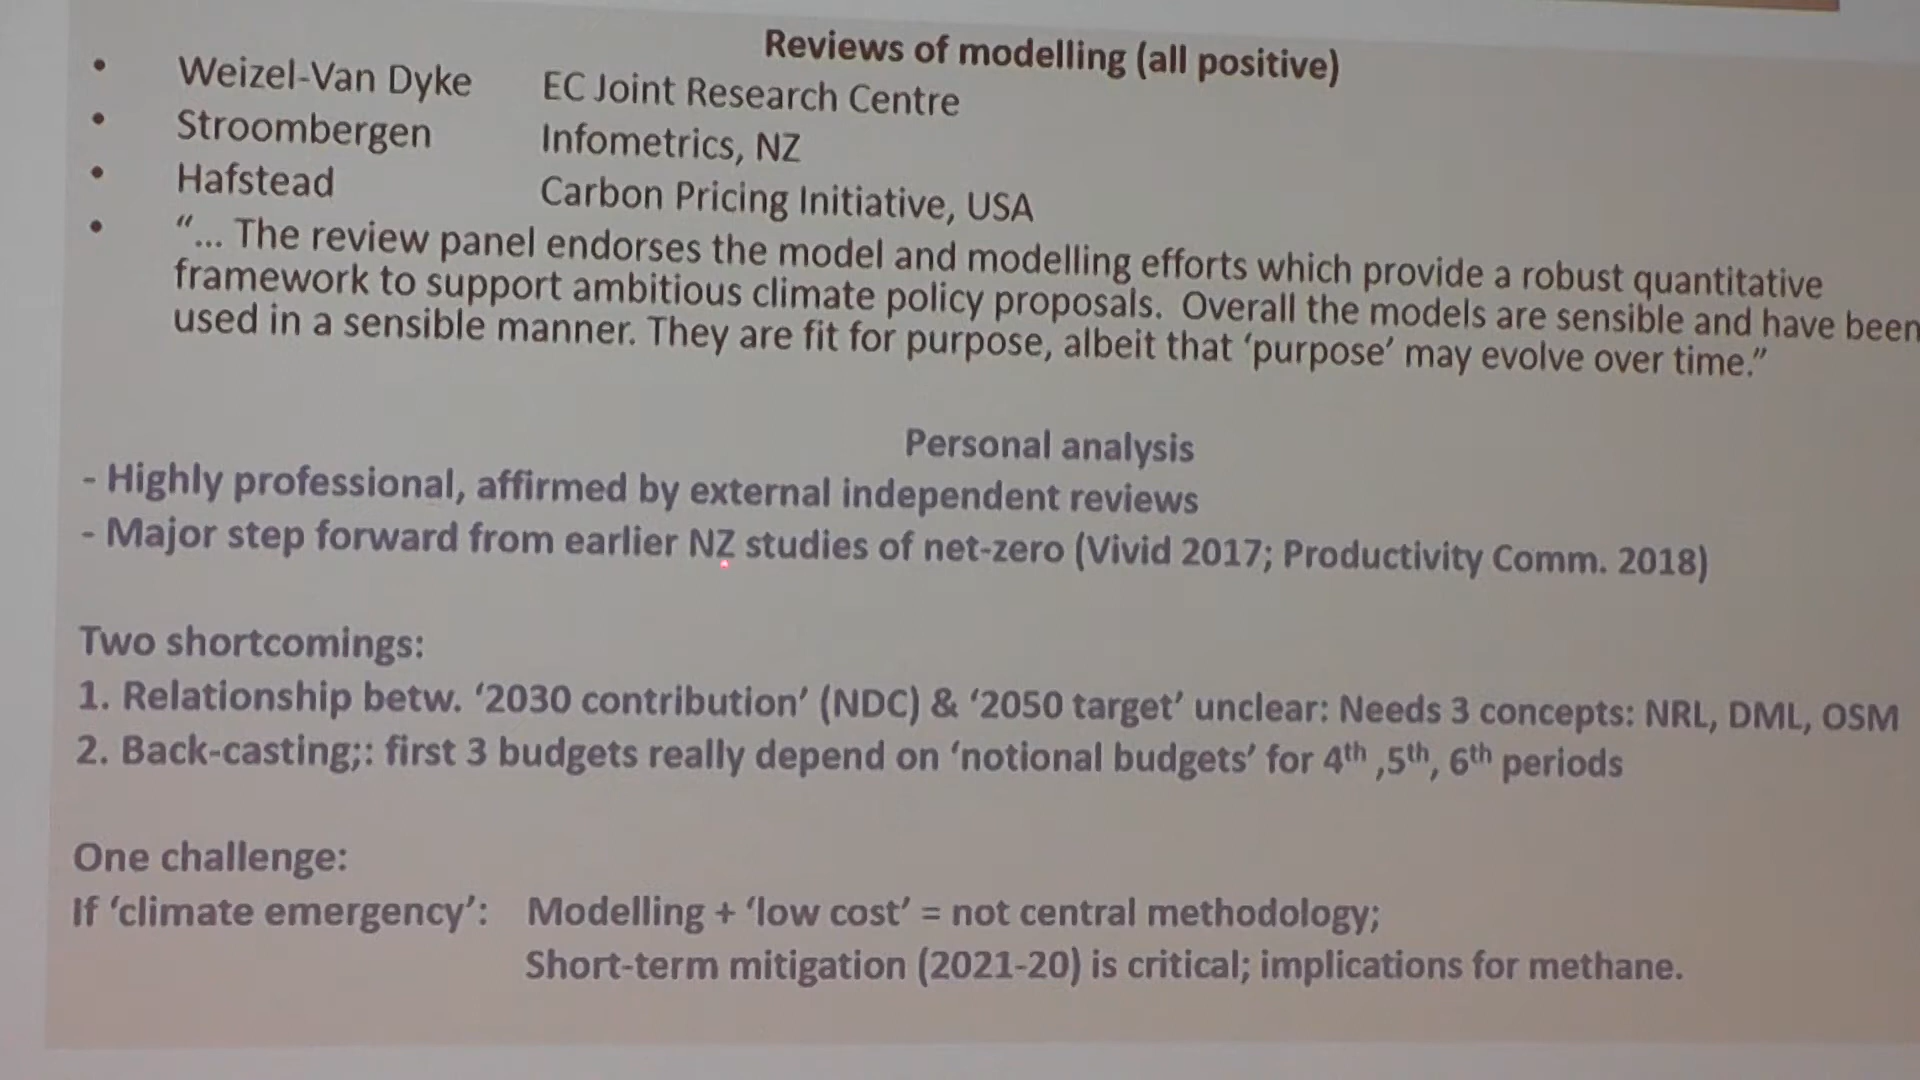 Reviews of modelling (all positive)
• Weizel-Van Dyke EC Joint Research Centre
• Stroombergen Infometrics, NZ
• Hafstead Carbon Pricing Initiative, USA
• “... The review panel endorses the model and modelling efforts which provide a robust quantitative
framework to support ambitious climate policy proposals. Overall the models are sensible and have been
used in a sensible manner. They are fit for purpose, albeit that ‘purpose’ may evolve over time.”
Personal analysis
- Highly professional, affirmed by external independent reviews
- Major step forward from earlier NZ studies of net-zero (Vivid 2017; Productivity Comm. 2018)
Two shortcomings:
1. Relationship betw. ‘2030 contribution’ (NDC) & ‘2050 target’ unclear: Needs 3 concepts: NRL, DML, OSM
2. Back-casting;: first 3 budgets really depend on ‘notional budgets’ for 4th ,5th, 6th periods
One challenge:
If ‘climate emergency’: Modelling + ‘low cost’ = not central methodology;
Short-term mitigation (2021-20) is critical; implications for methane.